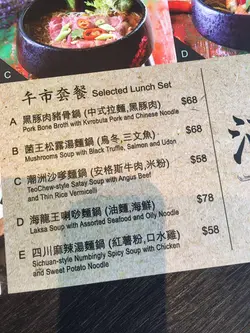 C
D
午市套餐 Selected Lunch Set
A 黑豚肉豬骨鍋 (中式拉麵,黑豚肉) $68
Pork Bone Broth with Kvrobuta Pork and Chinese Noodle
B 菌王松露湯麵鍋 (烏冬,三文魚) $68
Mushrooms Soup with Black Truffle, Salmon and Udon
C 潮洲沙嗲麵鍋 (安格斯牛肉,米粉) $58
TeoChew-style Satay Soup with Angus Beef
and Thin Rice Vermicelli
D 海龍王喇吵麵鍋 (油麵,海鮮) $78
Laksa Soup with Assorted Seafood and Oily Noodle
E 四川麻辣湯麵鍋 (紅薯粉,口水雞) $58
Sichuan-style Numbingly Spicy Soup with Chicken
and Sweet Potato Noodle